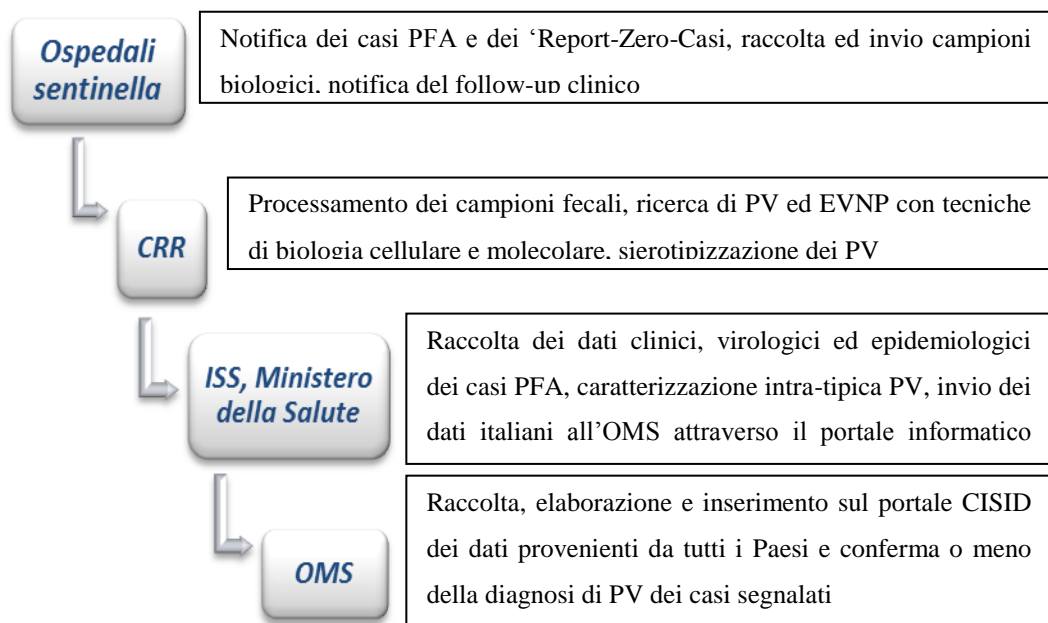 Ospedali
sentinella
Notifica dei casi PFA e dei ‘Report-Zero-Casi, raccolta ed invio campioni
biologici, notifica del follow-up clinico
CRR
Processamento dei campioni fecali, ricerca di PV ed EVNP con tecniche
di biologia cellulare e molecolare, sierotipizzazione dei PV
ISS, Ministero
della Salute
Raccolta dei dati clinici, virologici ed epidemiologici
dei casi PFA, caratterizzazione intra-tipica PV, invio dei
dati italiani all’OMS attraverso il portale informatico
OMS
Raccolta, elaborazione e inserimento sul portale CISID
dei dati provenienti da tutti i Paesi e conferma o meno
della diagnosi di PV dei casi segnalati